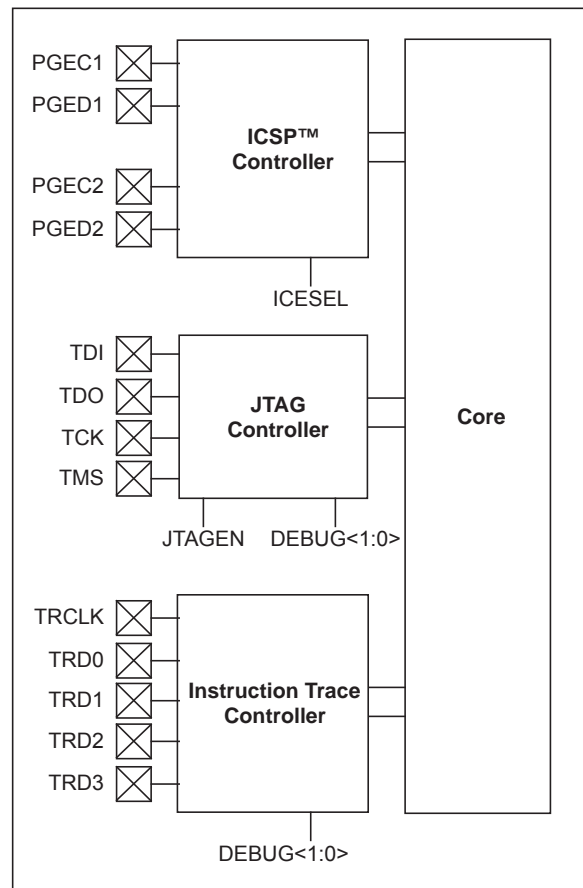 PGEC1
PGED1
PGEC2
PGED2
ICSP™
Controller
ICESEL
TDI
TDO
TCK
TMS
JTAG
Controller
JTAGEN
DEBUG<1:0>
Core
TRCLK
TRD0
TRD1
TRD2
TRD3
Instruction Trace
Controller
DEBUG<1:0>